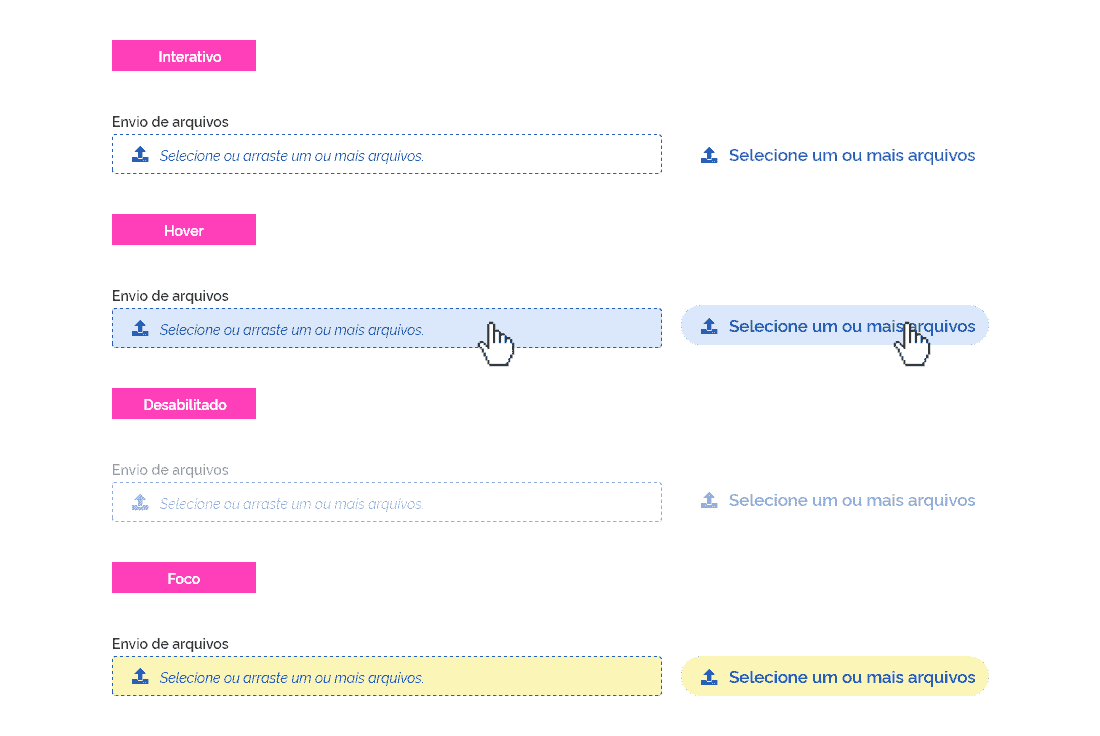 Interativo
Envio de arquivos
Selecione ou arraste um ou mais arquivos.
Selecione um ou mais arquivos
Hover
Envio de arquivos
Selecione ou arraste um ou mais arquivos.
Selecione um ou mais arquivos
Desabilitado
Envio de arquivos
Selecione ou arraste um ou mais arquivos.
Selecione um ou mais arquivos
Foco
Envio de arquivos
Selecione ou arraste um ou mais arquivos.
Selecione um ou mais arquivos